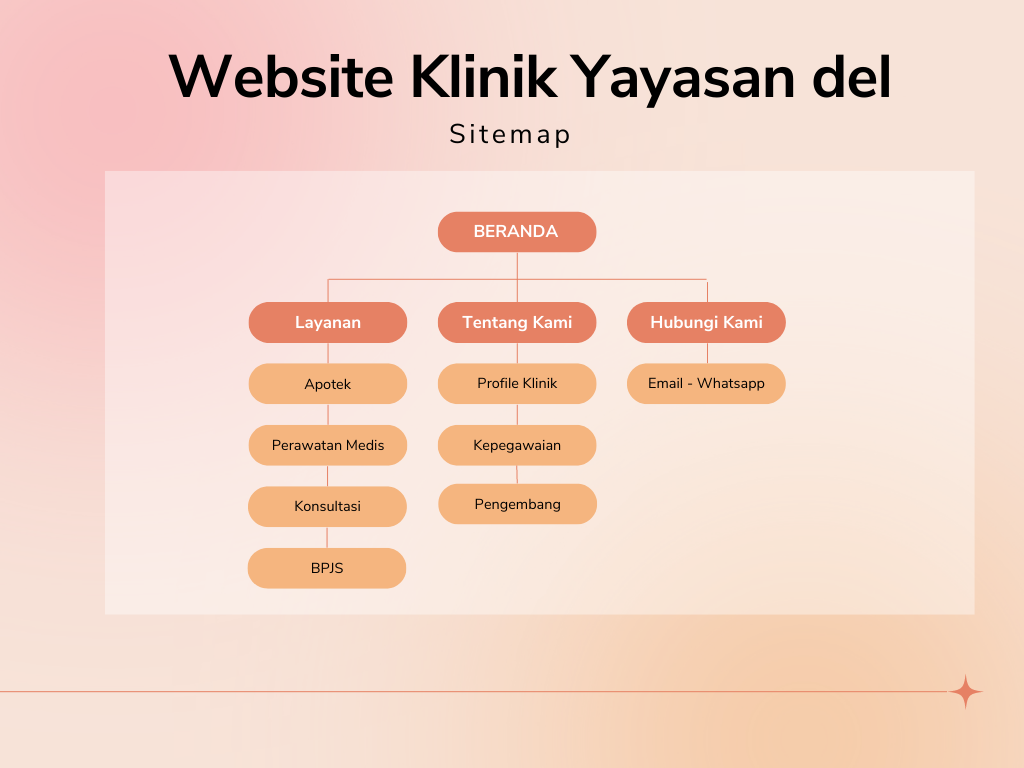 Website Klinik Yayasan del
Sitemap
BERANDA
Layanan
Tentang Kami
Hubungi Kami
Apotek
Profile Klinik
Email - Whatsapp
Perawatan Medis
Kepegawaian
Konsultasi
Pengembang
BPJS